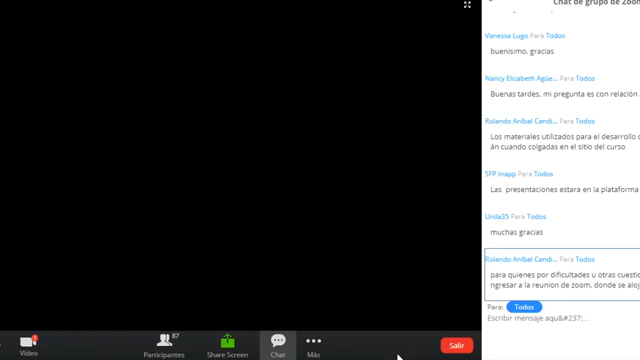 Chat de grupo de Zoom
Vanessa Lugo Para Todos
buenisimo, gracias
Nancy Elizabeth Agüe... Para Todos
Buenas tardes, mi pregunta es con relación
Rolando Aníbal Candi... Para Todos
Los materiales utilizados para el desarrollo
án cuando colgadas en el sitio del curso
SFP Inapp Para Todos
Las presentaciones estara en la plataforma
Unila35 Para Todos
muchas gracias
Rolando Aníbal Candi... Para Todos
para quienes por dificultades u otras
ngresar a la reunion de zoom, donde se
Para: Todos
Escribir mensaje aqu&#237;...
Video
87
Participantes
Share Screen
Chat
Más
Salir